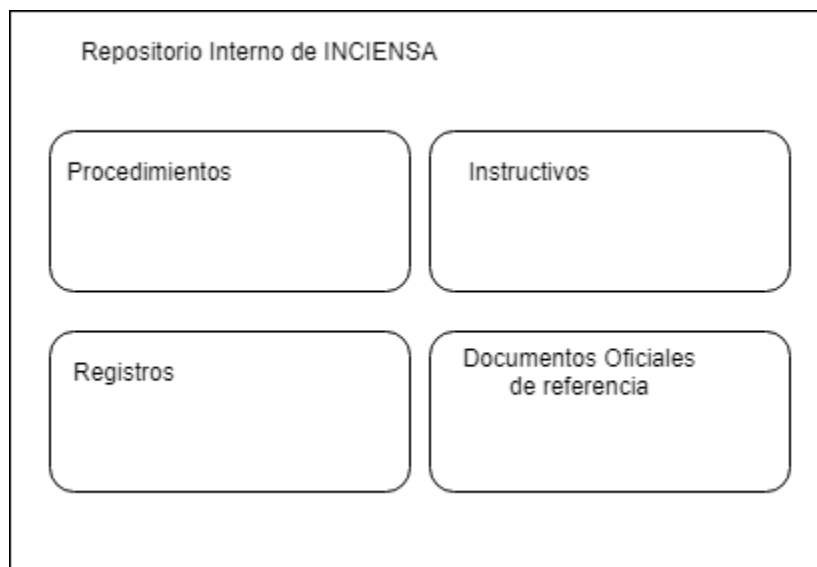 Repositorio Interno de INCIENSA
Procedimientos
Instructivos
Registros
Documentos Oficiales
de referencia